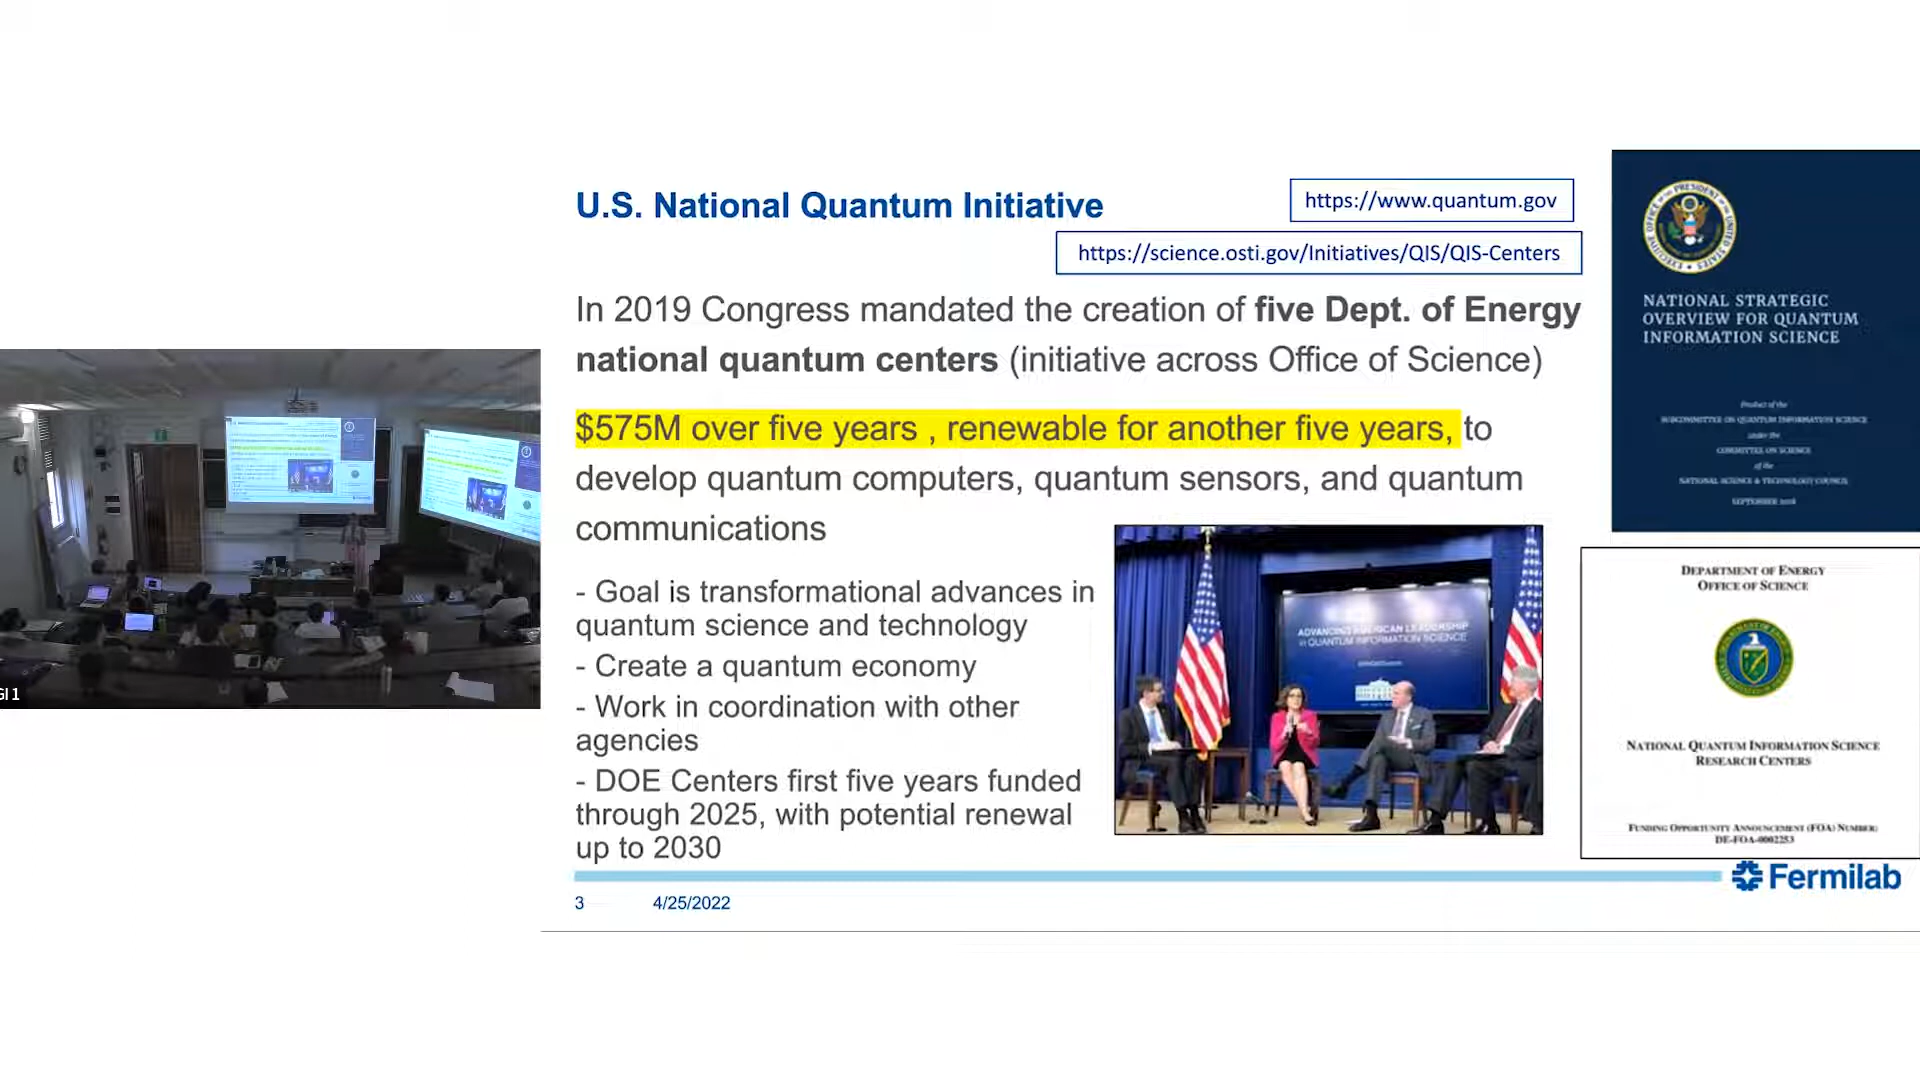 U.S. National Quantum Initiative
https://www.quantum.gov
https://science.osti.gov/Initiatives/QIS/QIS-Centers
In 2019 Congress mandated the creation of five Dept. of Energy
national quantum centers (initiative across Office of Science)
$575M over five years , renewable for another five years, to
develop quantum computers, quantum sensors, and quantum
communications
- Goal is transformational advances in
quantum science and technology
- Create a quantum economy
- Work in coordination with other
agencies
- DOE Centers first five years funded
through 2025, with potential renewal
up to 2030
ADVANCING AMERICAN LEADERSHIP
in QUANTUM INFORMATION SCIENCE
NATIONAL STRATEGIC
OVERVIEW FOR QUANTUM
INFORMATION SCIENCE
Product of the
SUBCOMMITTEE ON QUANTUM INFORMATION SCIENCE
under the
COMMITTEE ON SCIENCE
of the
NATIONAL SCIENCE & TECHNOLOGY COUNCIL
SEPTEMBER 2018
DEPARTMENT OF ENERGY
OFFICE OF SCIENCE
NATIONAL QUANTUM INFORMATION SCIENCE
RESEARCH CENTERS
FUNDING OPPORTUNITY ANNOUNCEMENT (FOA) NUMBER:
DE-FOA-0002253
Fermilab
3
4/25/2022
GI 1